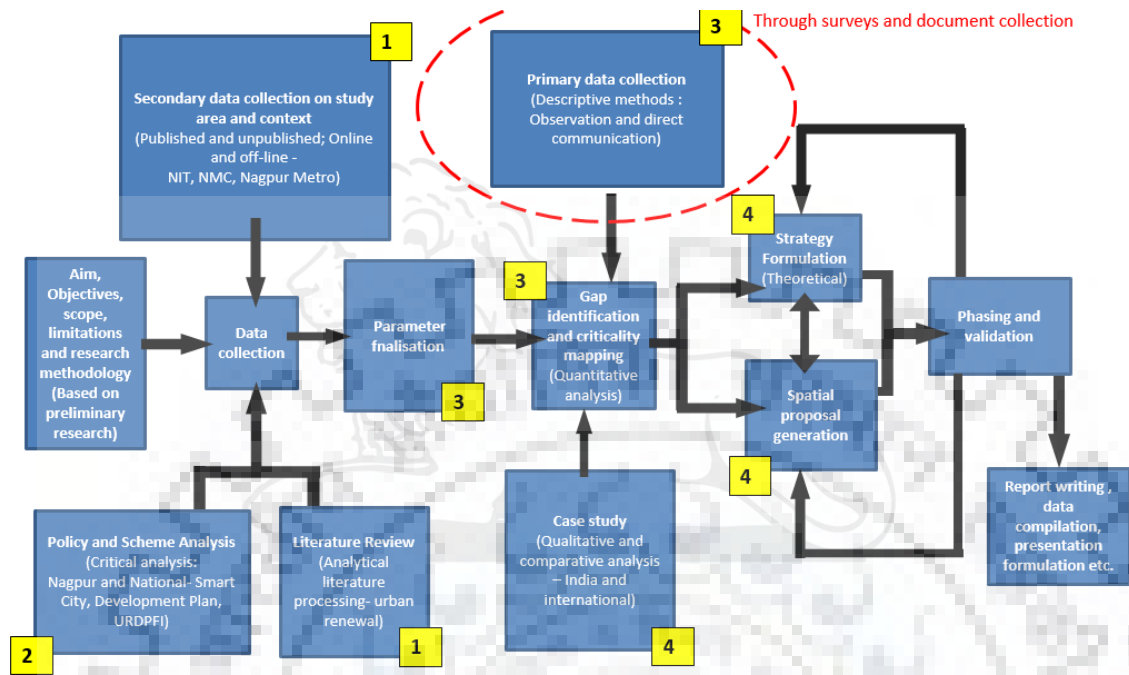 Through surveys and document collection
1
Secondary data collection on study
area and context
(Published and unpublished; Online
and off-line -
NIT, NMC, Nagpur Metro)
3
Primary data collection
(Descriptive methods :
Observation and direct
communication)
Aim,
Objectives,
scope,
limitations
and research
methodology
(Based on
preliminary
research)
Data
collection
Parameter
fnalisation
3
3
Gap
identification
and criticality
mapping
(Quantitative
analysis)
4
Strategy
Formulation
(Theoretical)
Spatial
proposal
generation
4
Phasing and
validation
Policy and Scheme Analysis
(Critical analysis:
Nagpur and National- Smart
City, Development Plan,
URDPFI)
2
Literature Review
(Analytical
literature
processing- urban
renewal)
1
Case study
(Qualitative and
comparative analysis
– India and
international)
4
Report writing ,
data
compilation,
presentation
formulation etc.